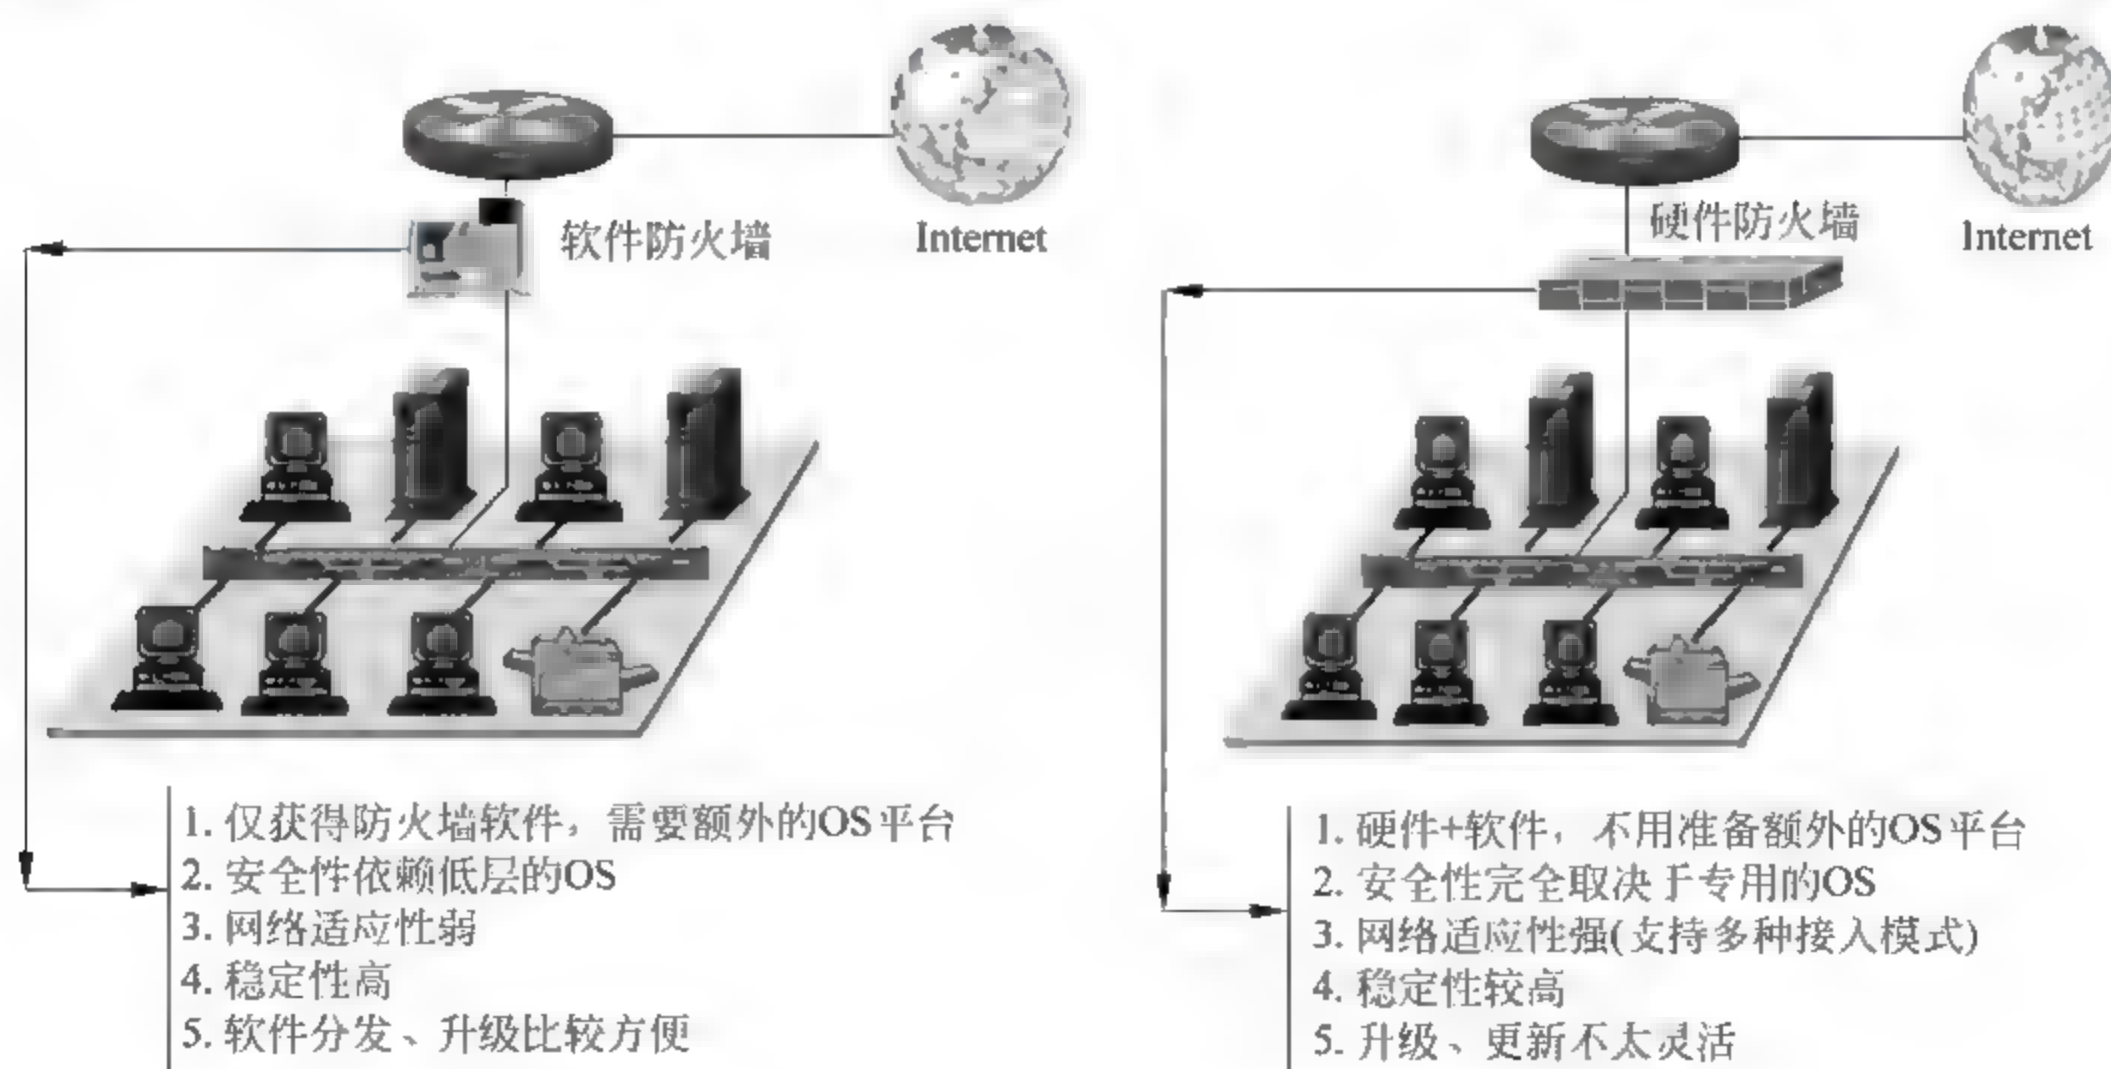 软件防火墙
Internet
1. 仅获得防火墙软件，需要额外的OS平台
2. 安全性依赖低层的OS
3. 网络适应性弱
4. 稳定性高
5. 软件分发、升级比较方便
硬件防火墙
Internet
1. 硬件+软件，不用准备额外的OS平台
2. 安全性完全取决于专用的OS
3. 网络适应性强(支持多种接入模式)
4. 稳定性较高
5. 升级、更新不太灵活